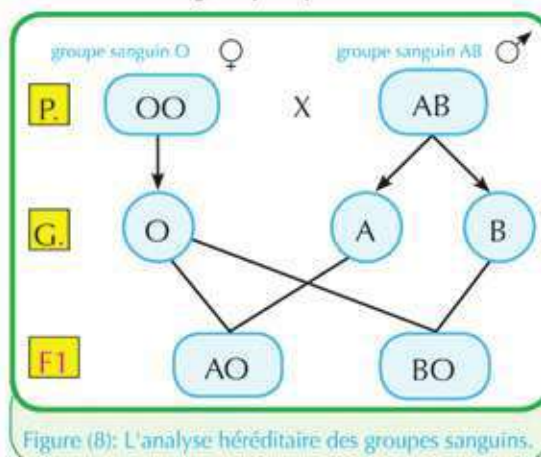 groupe sanguin O ♀ groupe sanguin AB ♂
P. OO X AB
G. O A B
F1 AO BO
Figure (8): L'analyse héréditaire des groupes sanguins.